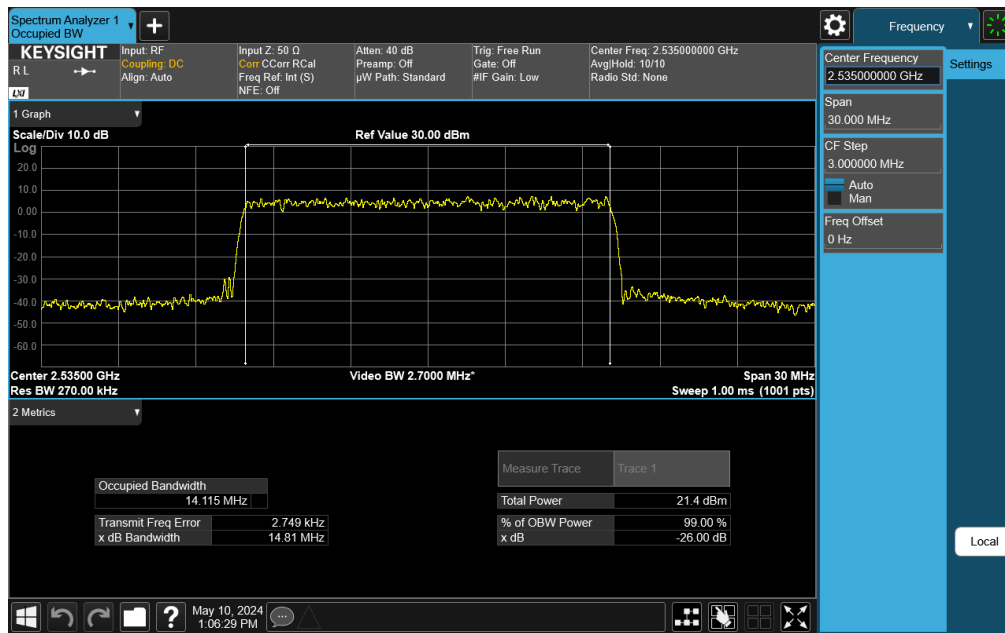 Spectrum Analyzer 1
Occupied BW
Frequency
KEYSIGHT
R L
LXI
Input: RF
Coupling: DC
Align: Auto
Input Z: 50 Ω
Corr CCorr RCal
Freq Ref: Int (S)
NFE: Off
Atten: 40 dB
Preamp: Off
µW Path: Standard
Trig: Free Run
Gate: Off
#IF Gain: Low
Center Freq: 2.535000000 GHz
Avg|Hold: 10/10
Radio Std: None
Center Frequency
2.535000000 GHz
Settings
Span
30.000 MHz
CF Step
3.000000 MHz
Auto
Man
Freq Offset
0 Hz
Local
1 Graph
Scale/Div 10.0 dB
Ref Value 30.00 dBm
Log
20.0
10.0
0.00
-10.0
-20.0
-30.0
-40.0
-50.0
-60.0
Center 2.53500 GHz
Video BW 2.7000 MHz*
Span 30 MHz
Res BW 270.00 kHz
Sweep 1.00 ms (1001 pts)
2 Metrics
Measure Trace
Trace 1
Occupied Bandwidth
14.115 MHz
Total Power
21.4 dBm
Transmit Freq Error
2.749 kHz
% of OBW Power
99.00 %
x dB Bandwidth
14.81 MHz
x dB
-26.00 dB
May 10, 2024
1:06:29 PM